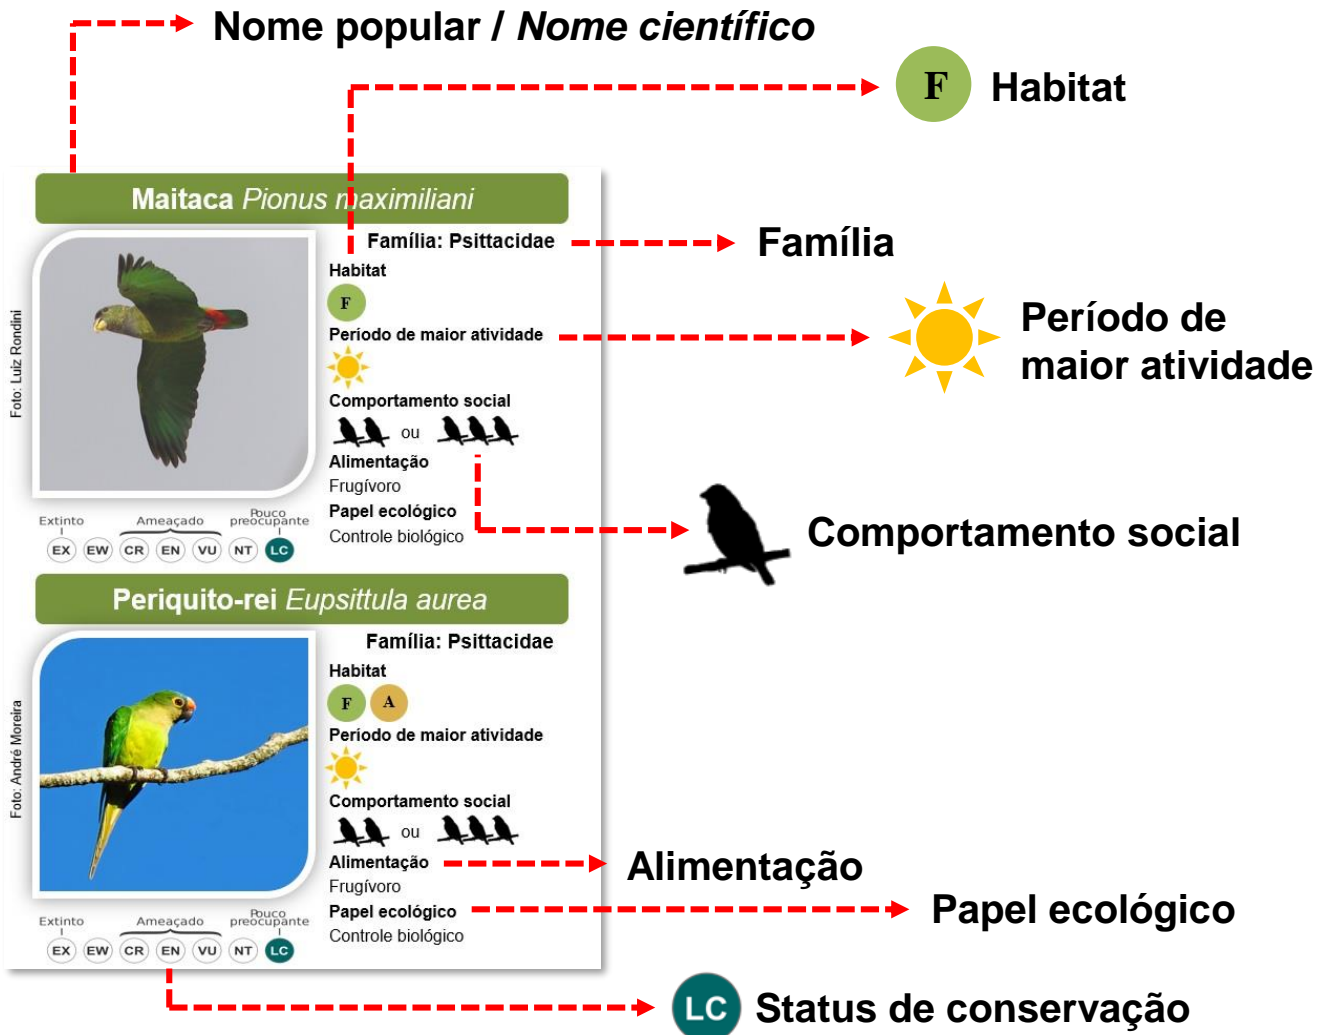 Nome popular / Nome científico
F Habitat
Maitaca Pionus maximiliani
Família: Psittacidae
Família
Habitat
F
Período de maior atividade
Período de
maior atividade
Comportamento social
ou
Alimentação
Frugívoro
Papel ecológico
Controle biológico
Comportamento social
Foto: Luiz Rondini
Extinto Ameaçado Pouco
preocupante
EX EW CR EN VU NT LC
Periquito-rei Eupsittula aurea
Família: Psittacidae
Habitat
F A
Período de maior atividade
Comportamento social
ou
Alimentação
Alimentação
Frugívoro
Papel ecológico
Papel ecológico
Controle biológico
Foto: André Moreira
Extinto Ameaçado Pouco
preocupante
EX EW CR EN VU NT LC
LC Status de conservação